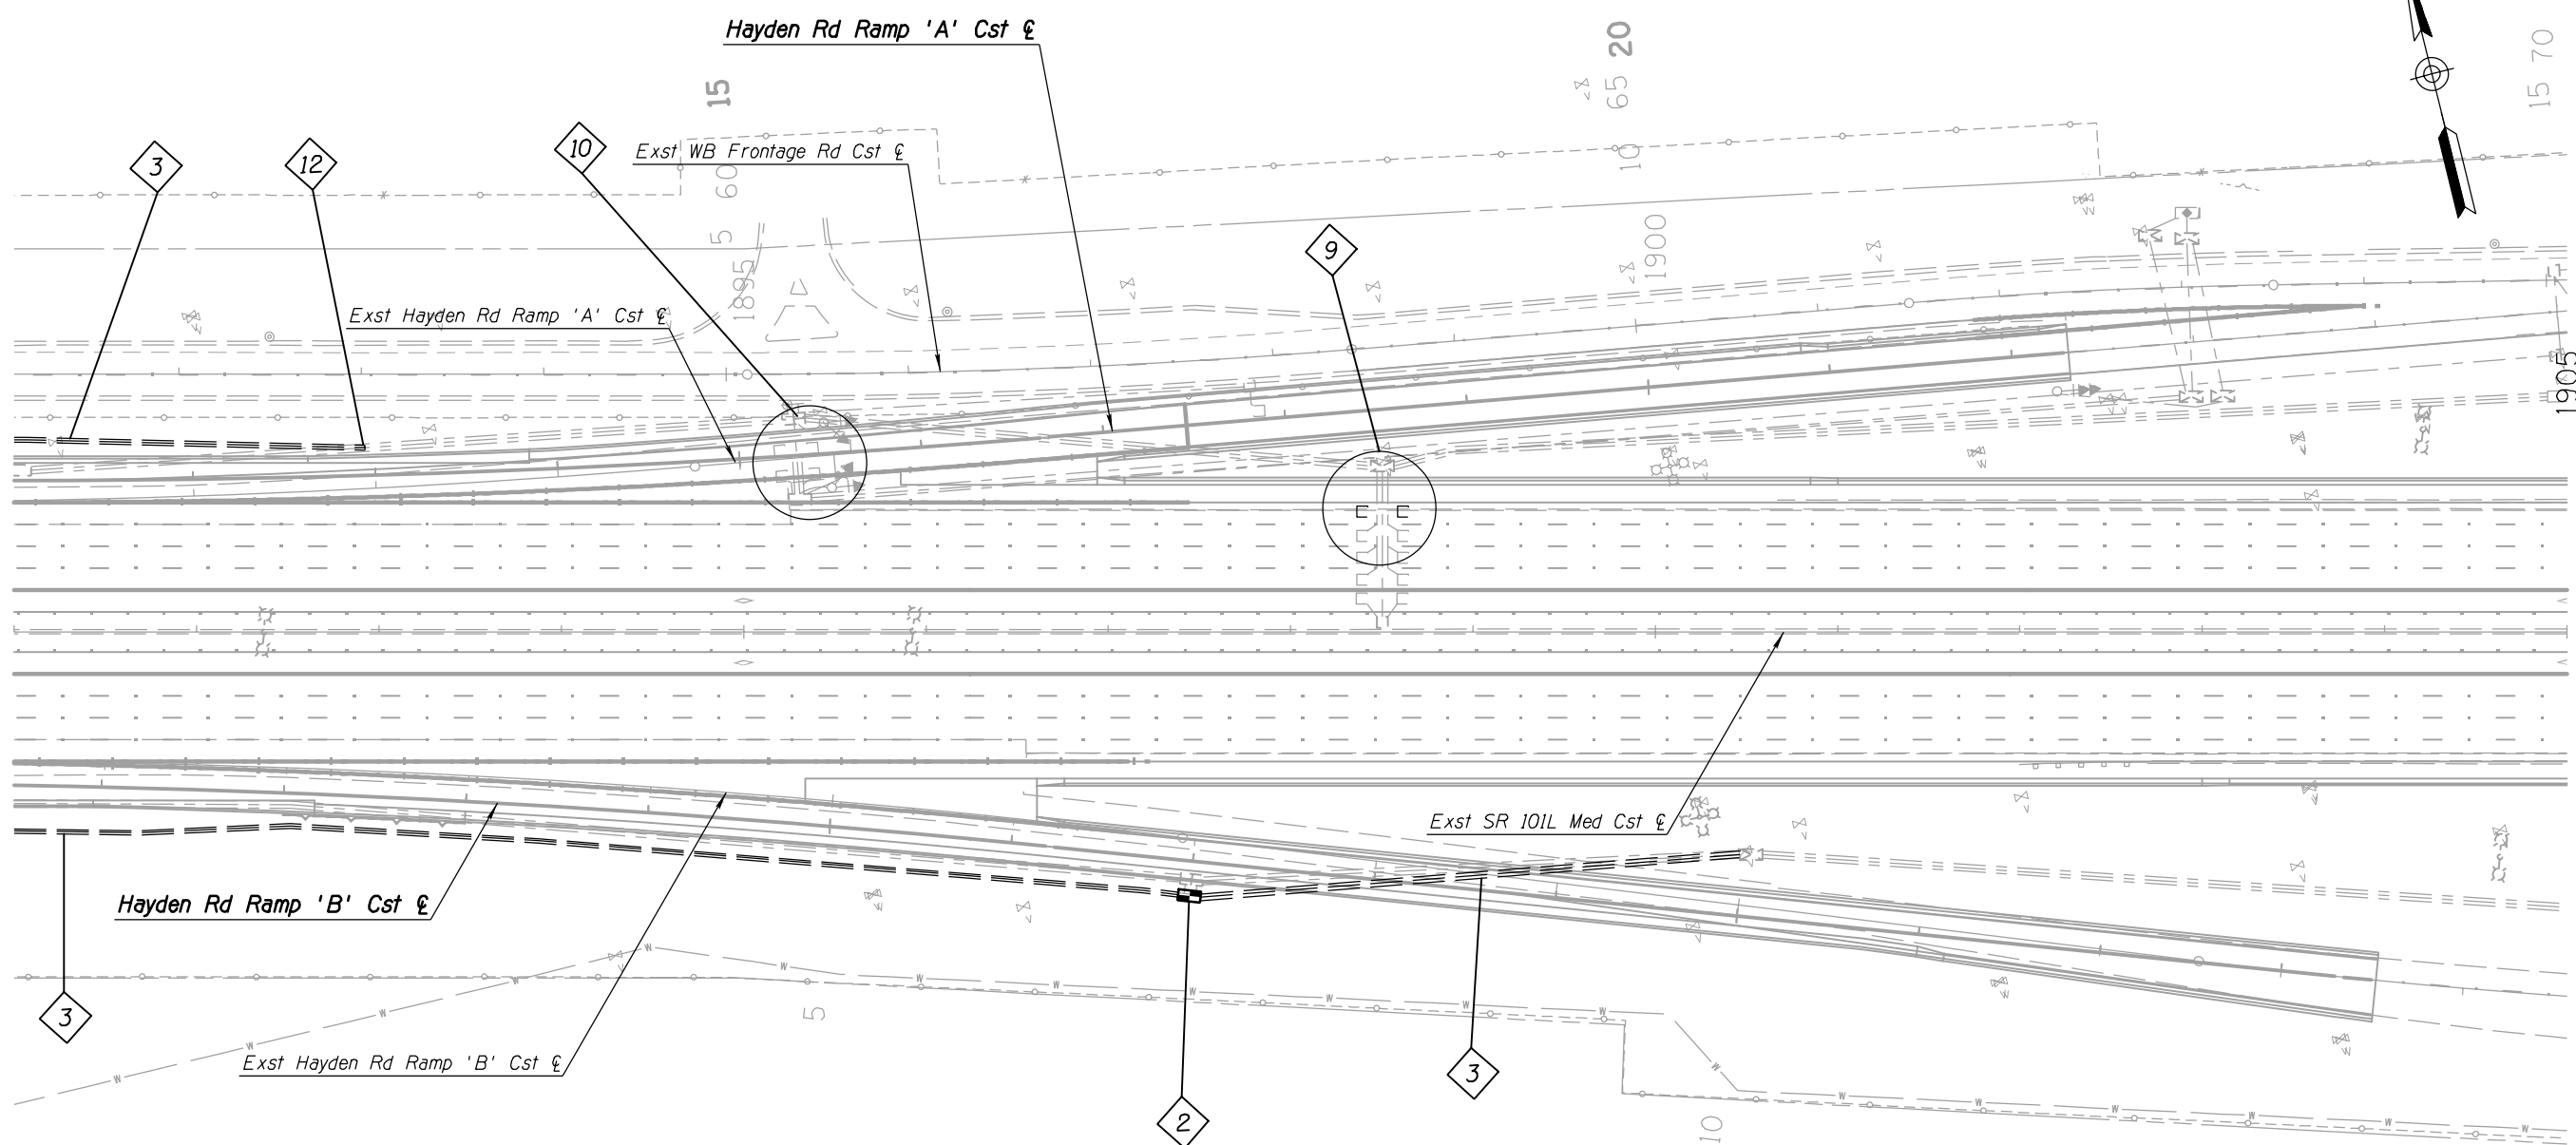 Hayden Rd Ramp 'A' Cst ℄
15
20
65
15 70
3
12
10
Exst WB Frontage Rd Cst ℄
60
10
5
9
1895
1900
Exst Hayden Rd Ramp 'A' Cst ℄
1905
Exst SR 101L Med Cst ℄
Hayden Rd Ramp 'B' Cst ℄
3
5
Exst Hayden Rd Ramp 'B' Cst ℄
3
2
10
W W W W W W W W W W W W W W W W W W W